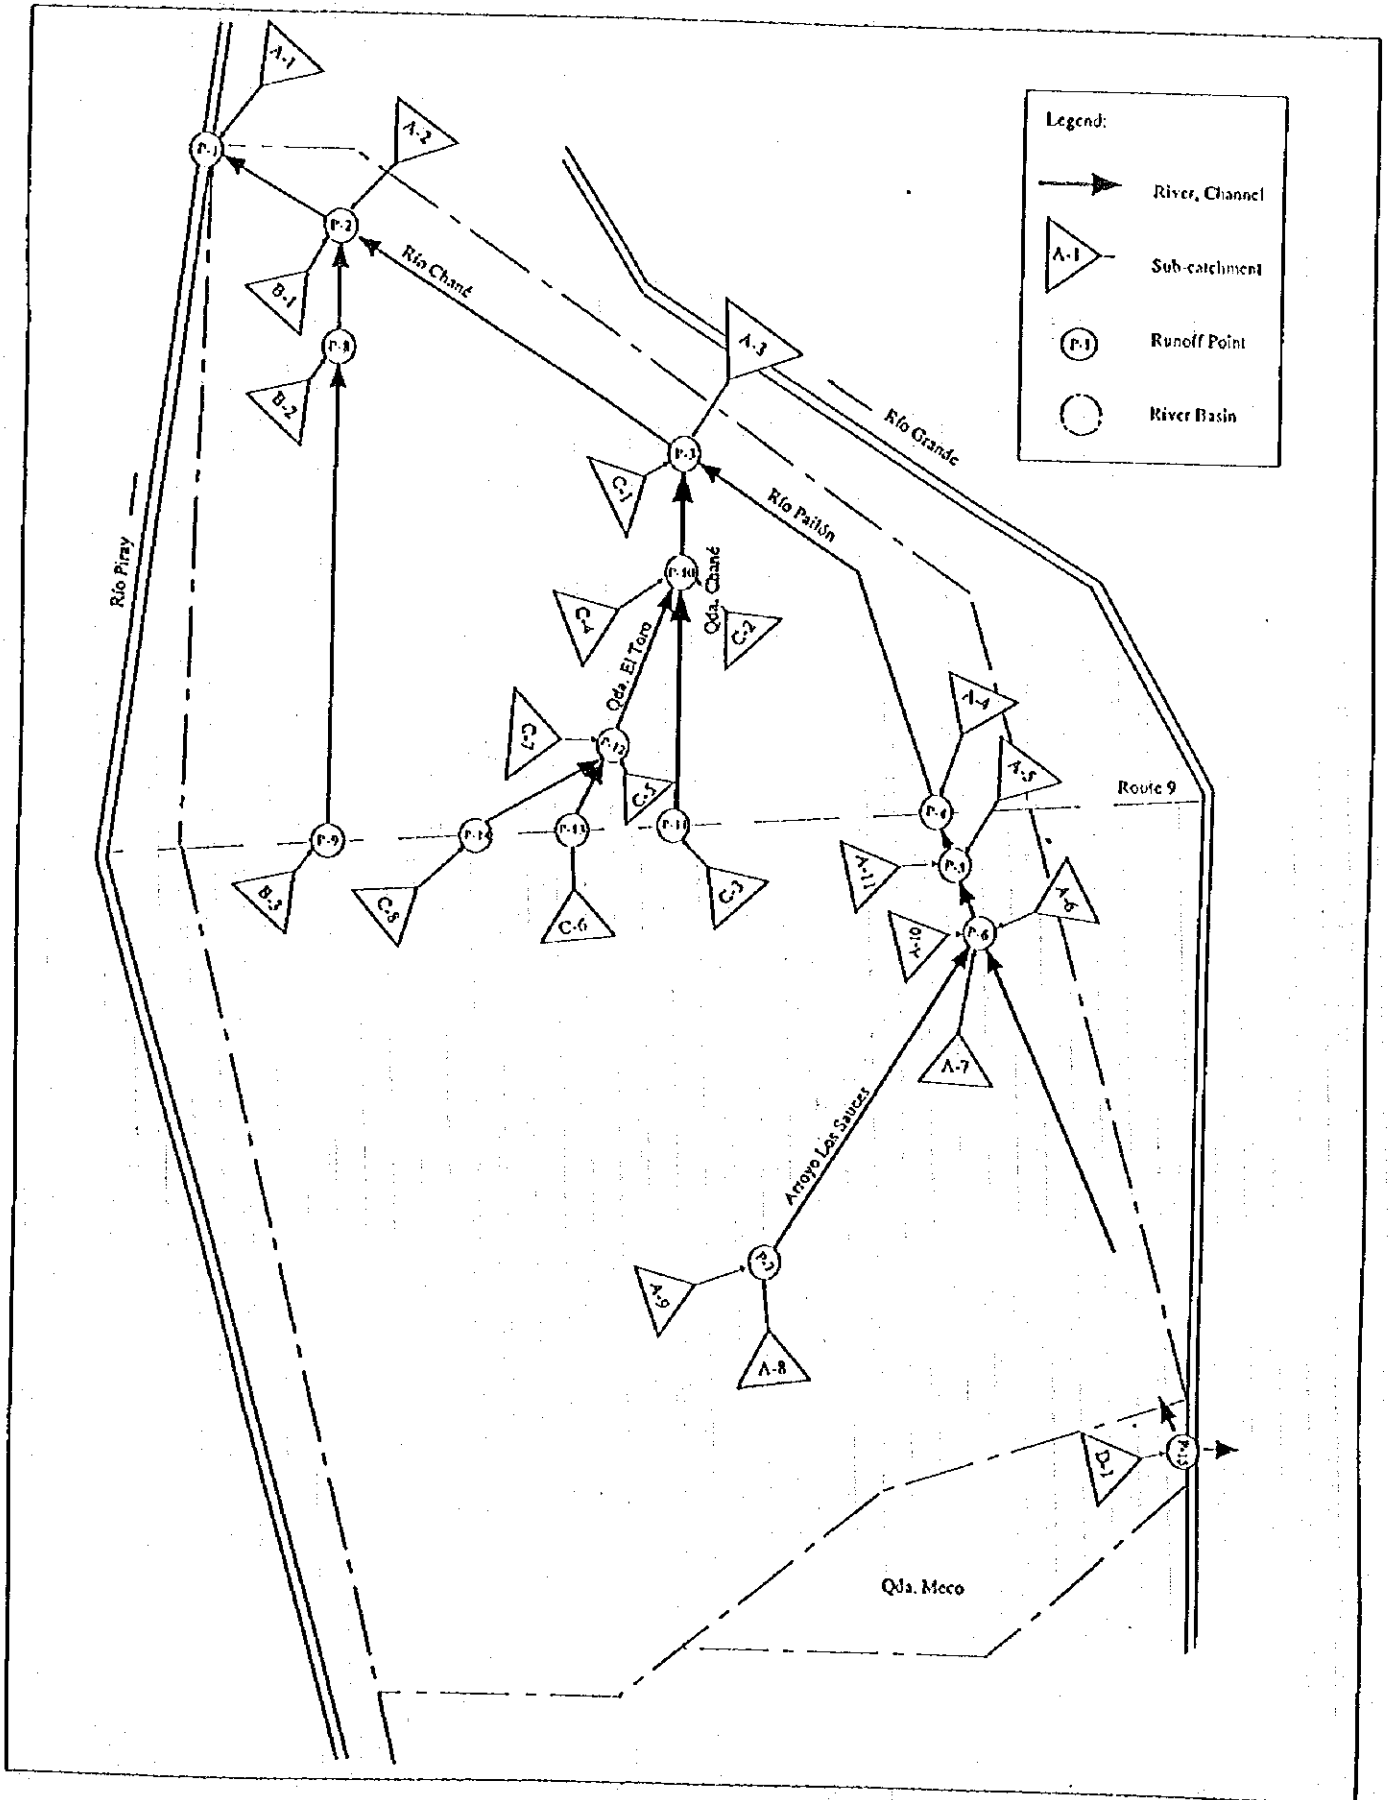 A-1
P-1
A-2
P-2
B-1
Río Chané
P-8
B-2
A-3
Legend:
River, Channel
A-1
Sub-catchment
P-1
Runoff Point
River Basin
Río Grande
P-3
C-1
Río Pailón
Río Piray
P-10
Qda. Chané
C-4
C-2
Qda. El Toro
A-4
C-7
P-12
A-5
C-5
Route 9
P-9
P-14
P-13
P-11
P-4
B-3
C-8
C-6
C-3
A-11
P-5
A-6
A-10
P-6
A-7
Arroyo Los Sauces
P-7
A-9
A-8
D-1
P-15
Qda. Meco